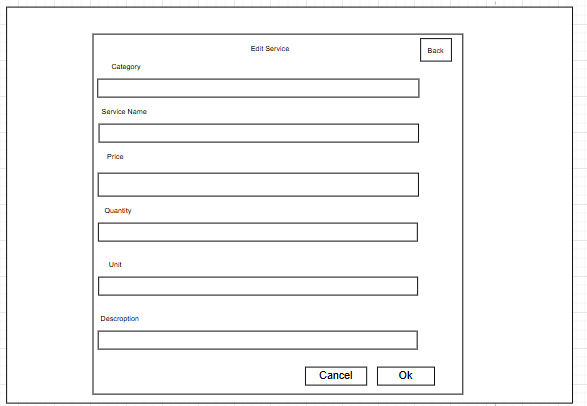 Edit Service
Back
Category
Service Name
Price
Quantity
Unit
Descroption
Cancel
Ok